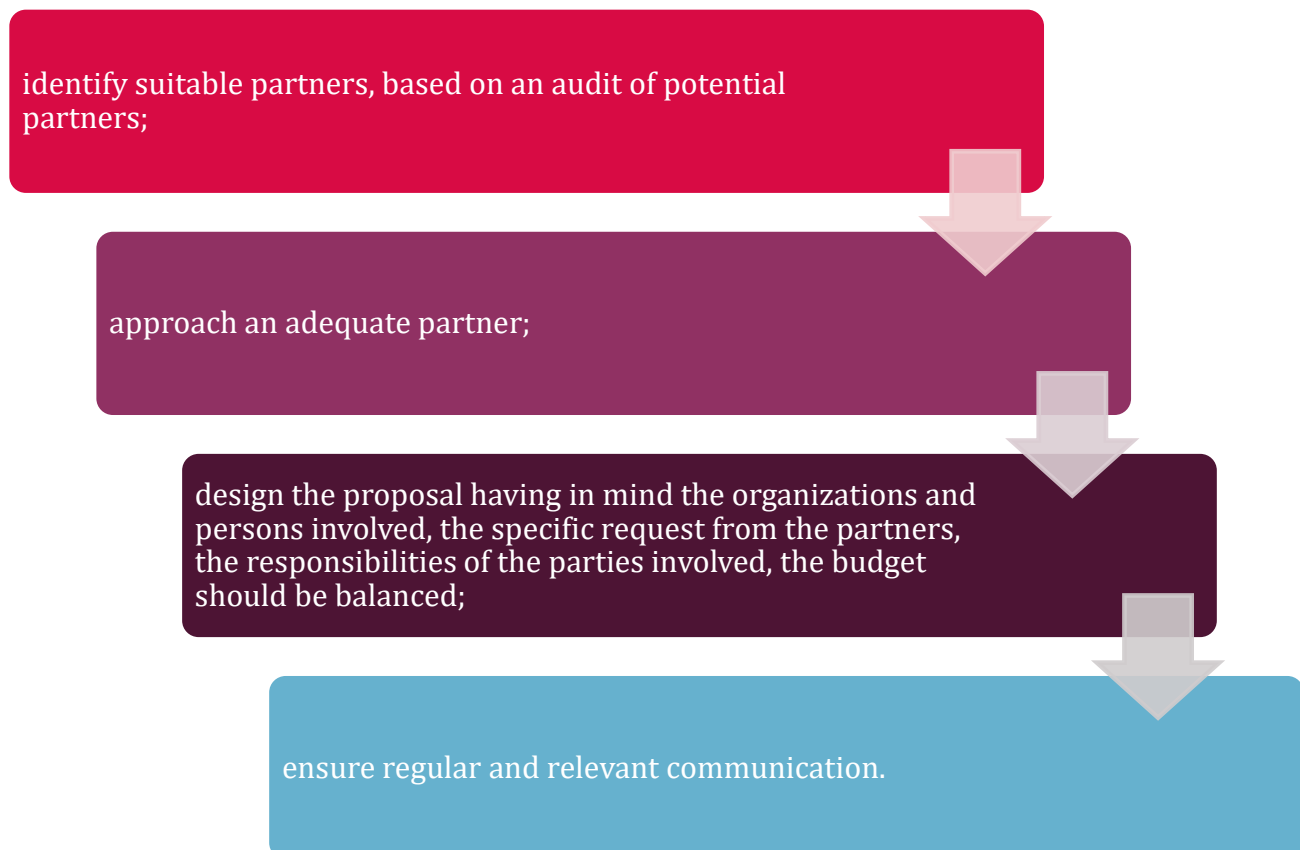 identify suitable partners, based on an audit of potential
partners;
approach an adequate partner;
design the proposal having in mind the organizations and
persons involved, the specific request from the partners,
the responsibilities of the parties involved, the budget
should be balanced;
ensure regular and relevant communication.